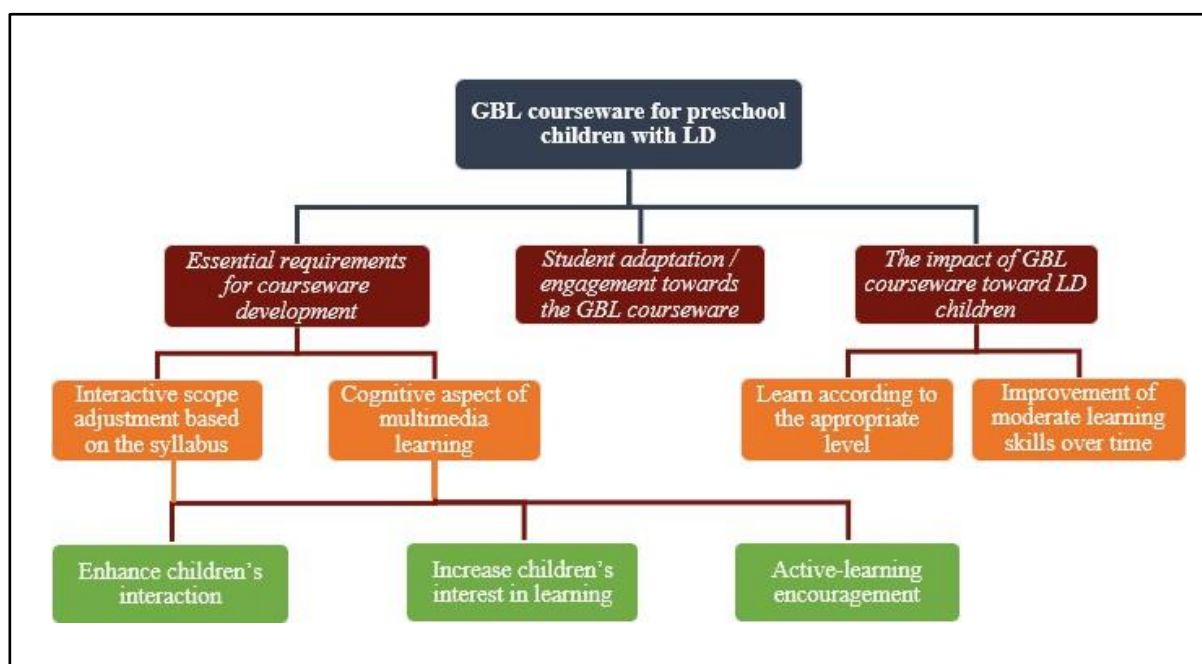 GBL courseware for preschool
children with LD
Essential requirements
for courseware
development
Student adaptation /
engagement towards
the GBL courseware
The impact of GBL
courseware toward LD
children
Interactive scope
adjustment based
on the syllabus
Cognitive aspect of
multimedia
learning
Learn according to
the appropriate
level
Improvement of
moderate learning
skills over time
Enhance children’s
interaction
Increase children’s
interest in learning
Active-learning
encouragement